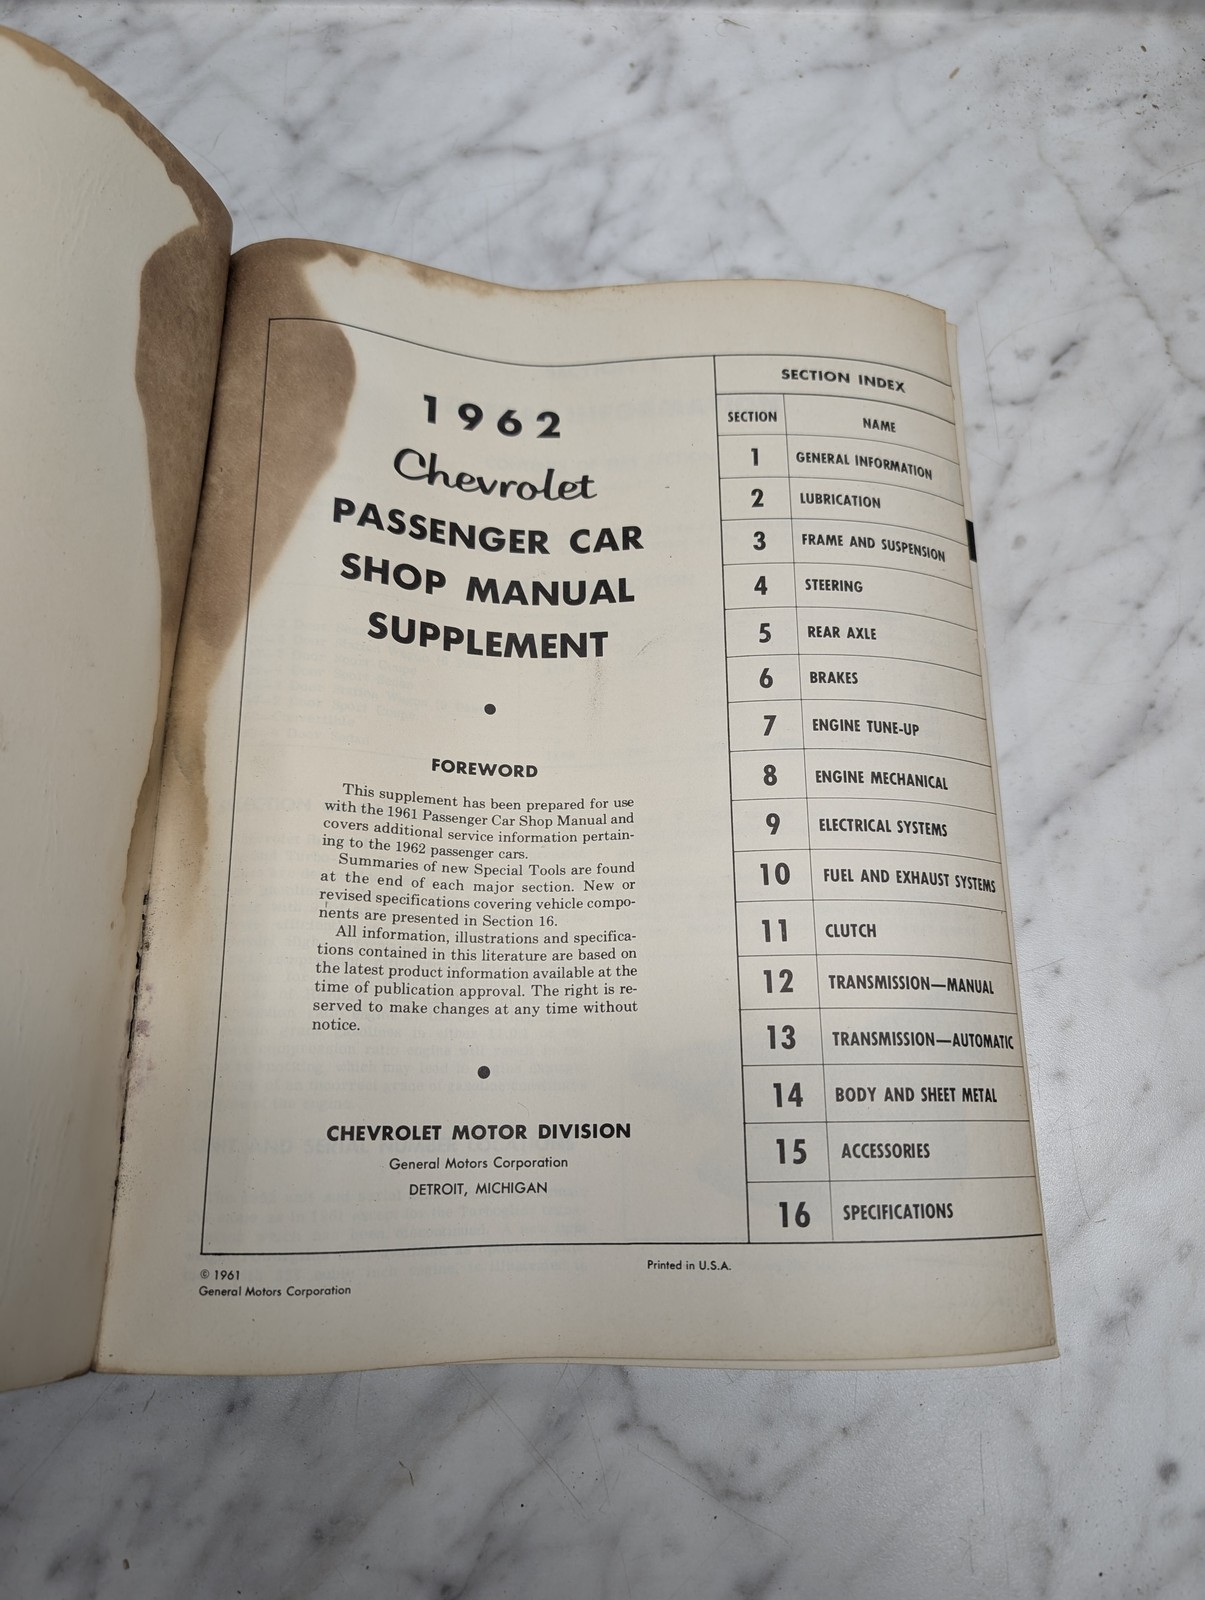 1962
Chevrolet
PASSENGER CAR
SHOP MANUAL
SUPPLEMENT
FOREWORD
This supplement has been prepared for use
with the 1961 Passenger Car Shop Manual and
covers additional service information pertain-
ing to the 1962 passenger cars.
Summaries of new Special Tools are found
at the end of each major section. New or
revised specifications covering vehicle compo-
nents are presented in Section 16.
All information, illustrations and specifica-
tions contained in this literature are based on
the latest product information available at the
time of publication approval. The right is re-
served to make changes at any time without
notice.
CHEVROLET MOTOR DIVISION
General Motors Corporation
DETROIT, MICHIGAN
SECTION INDEX
SECTION NAME
1 GENERAL INFORMATION
2 LUBRICATION
3 FRAME AND SUSPENSION
4 STEERING
5 REAR AXLE
6 BRAKES
7 ENGINE TUNE-UP
8 ENGINE MECHANICAL
9 ELECTRICAL SYSTEMS
10 FUEL AND EXHAUST SYSTEMS
11 CLUTCH
12 TRANSMISSION—MANUAL
13 TRANSMISSION—AUTOMATIC
14 BODY AND SHEET METAL
15 ACCESSORIES
16 SPECIFICATIONS
© 1961
General Motors Corporation
Printed in U.S.A.